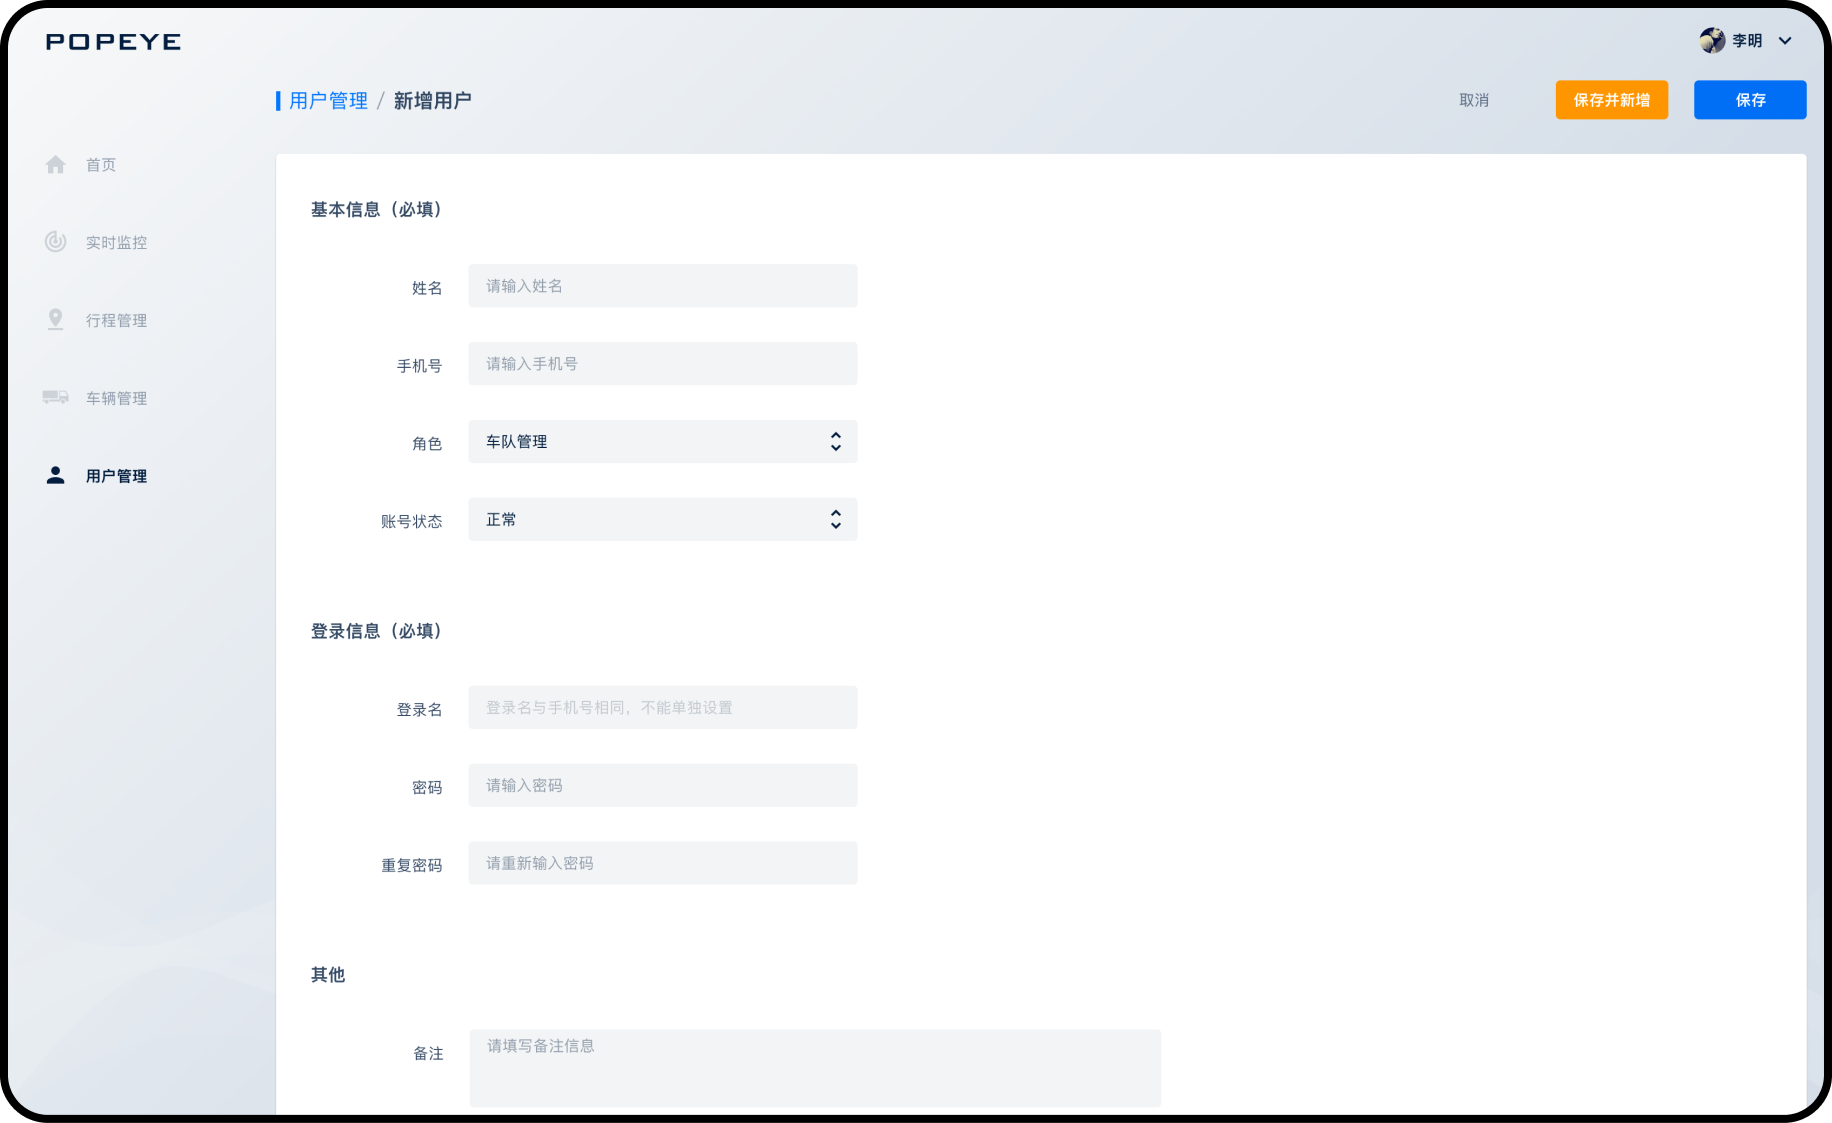 POPEYE
李明
用户管理 / 新增用户
取消
保存并新增
保存
首页
实时监控
行程管理
车辆管理
用户管理
基本信息（必填）
姓名
请输入姓名
手机号
请输入手机号
角色
车队管理
账号状态
正常
登录信息（必填）
登录名
登录名与手机号相同，不能单独设置
密码
请输入密码
重复密码
请重新输入密码
其他
备注
请填写备注信息